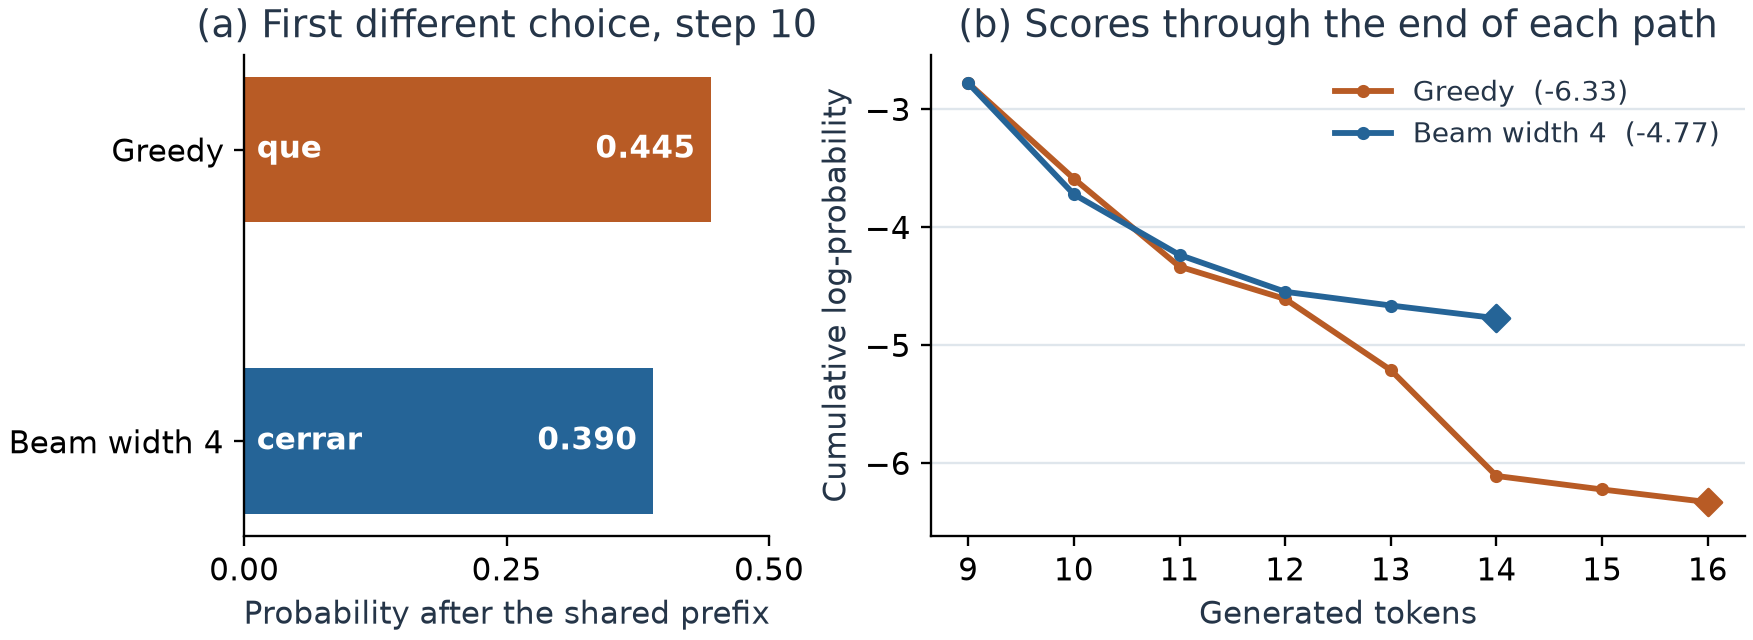 (a) First different choice, step 10
Greedy
que
0.445
Beam width 4
cerrar
0.390
0.00
0.25
0.50
Probability after the shared prefix
(b) Scores through the end of each path
Greedy (-6.33)
Beam width 4 (-4.77)
Cumulative log-probability
−3
−4
−5
−6
9
10
11
12
13
14
15
16
Generated tokens